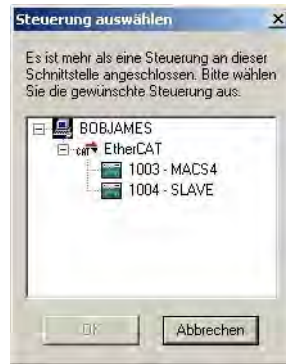 Steuerung auswählen
Es ist mehr als eine Steuerung an dieser
Schnittstelle angeschlossen. Bitte wählen
Sie die gewünschte Steuerung aus.
BOBJAMES
EtherCAT
1003 - MACS4
1004 - SLAVE
OK
Abbrechen